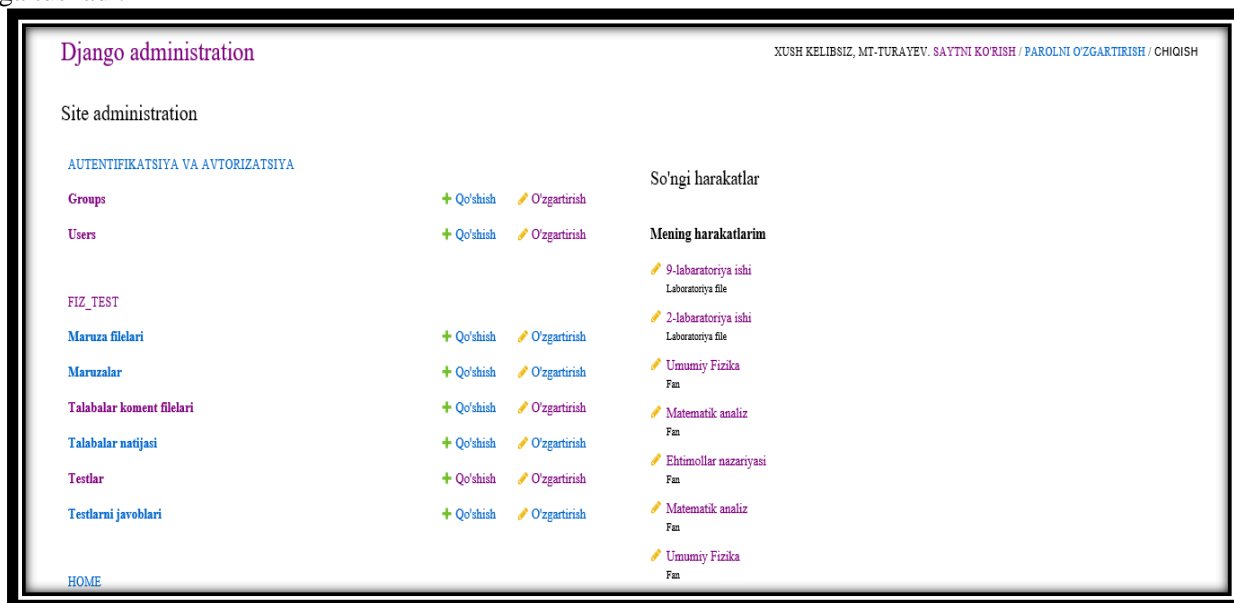 Django administration
XUSH KELIBSIZ, MT-TURAYEV. SAYTNI KO'RISH / PAROLNI O'ZGARTIRISH / CHIQISH
Site administration
AUTENTIFIKATSIYA VA AVTORIZATSIYA
Groups Qo'shish O'zgartirish
Users Qo'shish O'zgartirish
FIZ_TEST
Maruza filelari Qo'shish O'zgartirish
Maruzalar Qo'shish O'zgartirish
Talabalar koment filelari Qo'shish O'zgartirish
Talabalar natijasi Qo'shish O'zgartirish
Testlar Qo'shish O'zgartirish
Testlarni javoblari Qo'shish O'zgartirish
HOME
So'ngi harakatlar
Mening harakatlarim
9-labaratoriya ishi
Laboratoriya file
2-labaratoriya ishi
Laboratoriya file
Umumiy Fizika
Fan
Matematik analiz
Fan
Ehtimollar nazariyasi
Fan
Matematik analiz
Fan
Umumiy Fizika
Fan